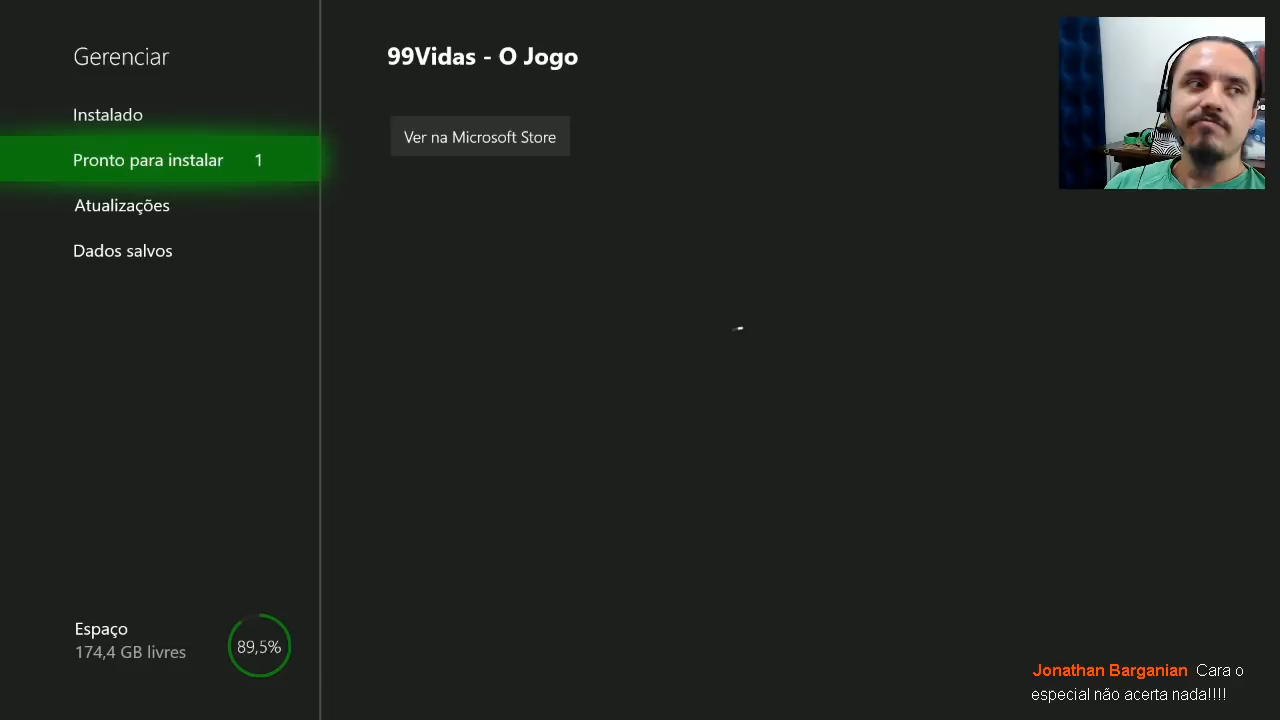 Gerenciar
Instalado
Pronto para instalar 1
Atualizações
Dados salvos
Espaço
174,4 GB livres
89,5%
99Vidas - O Jogo
Ver na Microsoft Store
Jonathan Barganian Cara o
especial não acerta nada!!!!